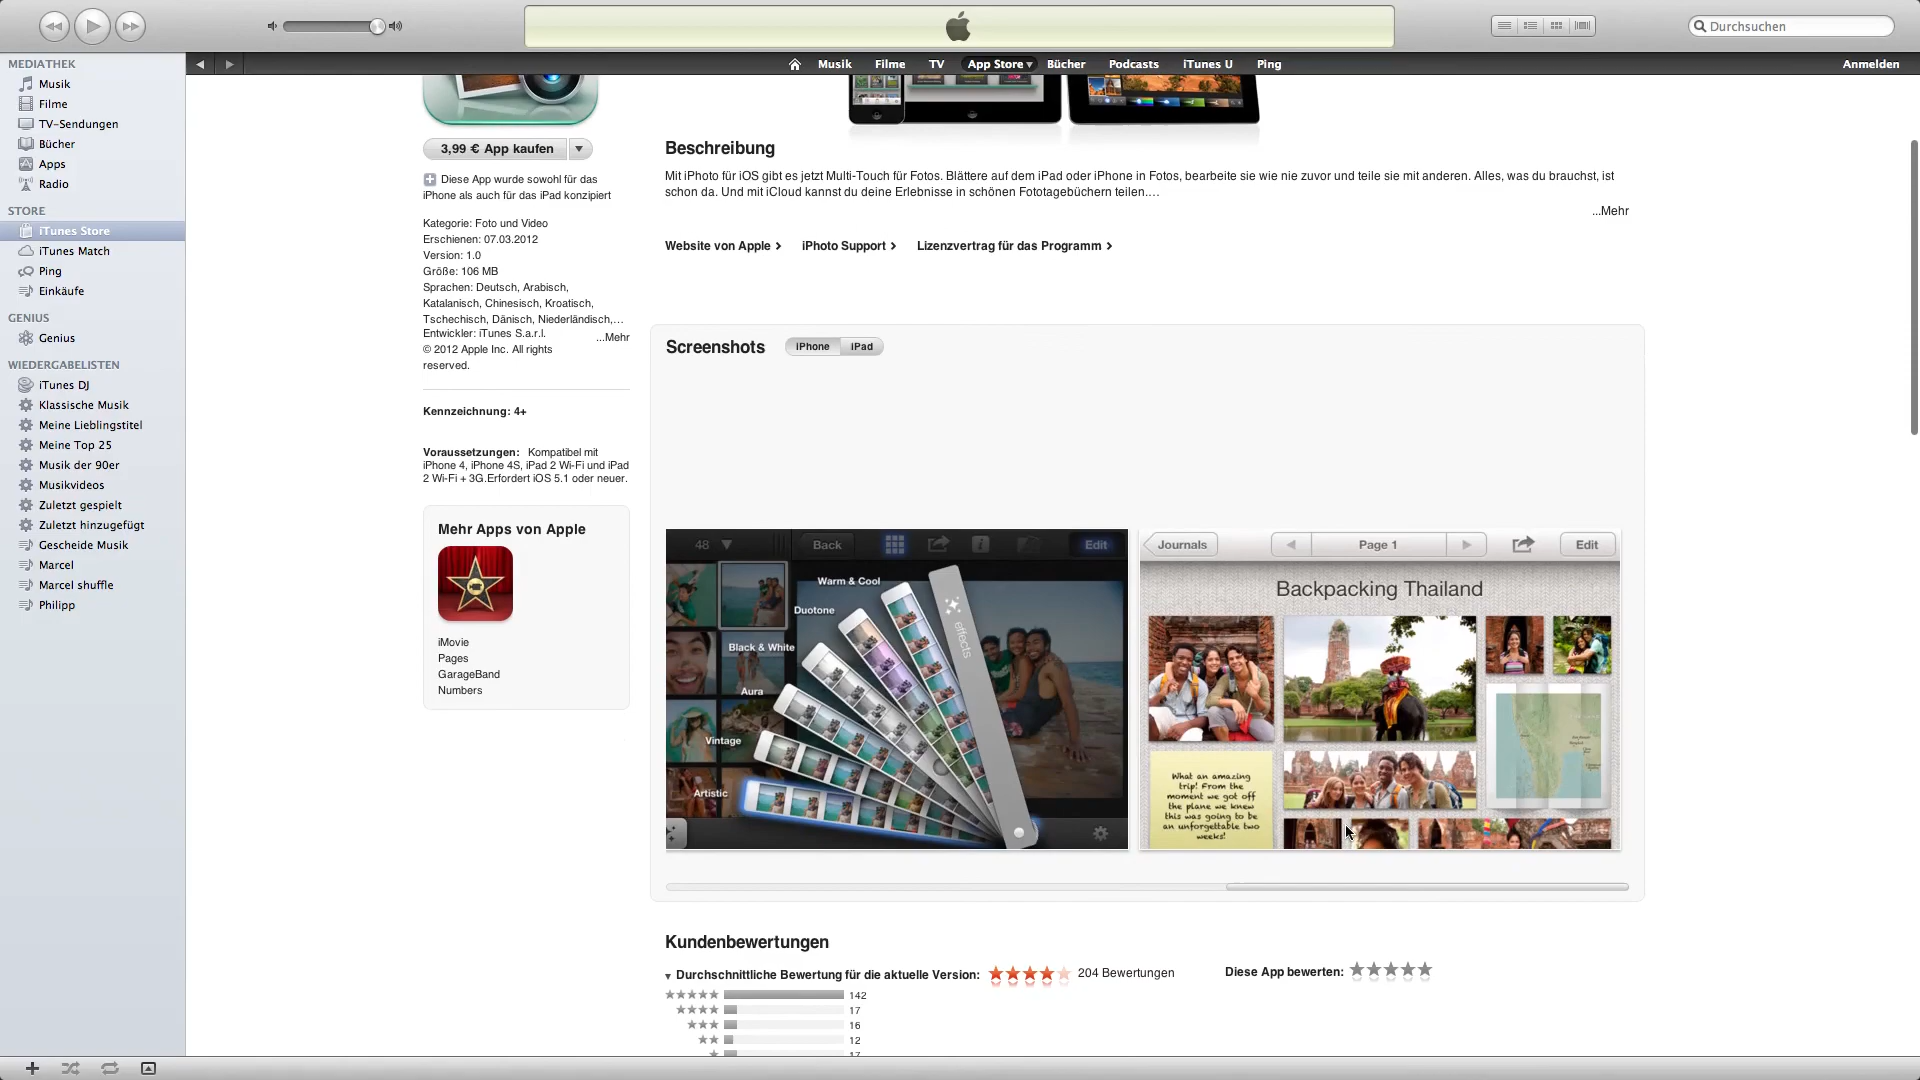 Durchsuchen
MEDIATHEK
Musik
Filme
TV-Sendungen
Bücher
Apps
Radio
STORE
iTunes Store
iTunes Match
Ping
Einkäufe
GENIUS
Genius
WIEDERGABELISTEN
iTunes DJ
Klassische Musik
Meine Lieblingstitel
Meine Top 25
Musik der 90er
Musikvideos
Zuletzt gespielt
Zuletzt hinzugefügt
Gescheide Musik
Marcel
Marcel shuffle
Philipp
Musik Filme TV App Store Bücher Podcasts iTunes U Ping Anmelden
3,99 € App kaufen
Diese App wurde sowohl für das
iPhone als auch für das iPad konzipiert
Kategorie: Foto und Video
Erschienen: 07.03.2012
Version: 1.0
Größe: 106 MB
Sprachen: Deutsch, Arabisch,
Katalanisch, Chinesisch, Kroatisch,
Tschechisch, Dänisch, Niederländisch,...
Entwickler: iTunes S.a.r.l.
...Mehr
© 2012 Apple Inc. All rights
reserved.
Kennzeichnung: 4+
Voraussetzungen: Kompatibel mit
iPhone 4, iPhone 4S, iPad 2 Wi-Fi und iPad
2 Wi-Fi + 3G.Erfordert iOS 5.1 oder neuer.
Mehr Apps von Apple
iMovie
Pages
GarageBand
Numbers
Beschreibung
Mit iPhoto für iOS gibt es jetzt Multi-Touch für Fotos. Blättere auf dem iPad oder iPhone in Fotos, bearbeite sie wie nie zuvor und teile sie mit anderen. Alles, was du brauchst, ist
schon da. Und mit iCloud kannst du deine Erlebnisse in schönen Fototagebüchern teilen....
...Mehr
Website von Apple iPhoto Support Lizenzvertrag für das Programm
Screenshots iPhone iPad
48 Back Edit
Warm & Cool
Duotone
effects
Black & White
Aura
Vintage
Artistic
Journals Page 1 Edit
Backpacking Thailand
What an amazing
trip! From the
moment we got off
the plane we knew
this was going to be
an unforgettable two
weeks!
Kundenbewertungen
Durchschnittliche Bewertung für die aktuelle Version: 204 Bewertungen Diese App bewerten:
142
17
16
12
17